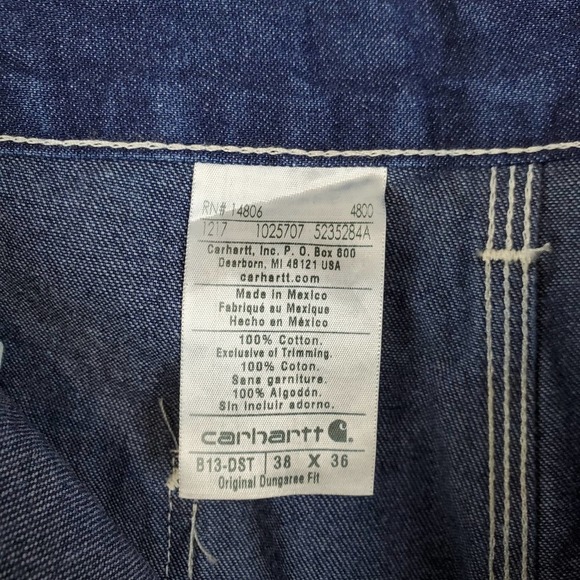 RN# 14806 4800
1217 1025707 5235284A
Carhartt, Inc. P. O. Box 600
Dearborn, MI 48121 USA
carhartt.com
Made in Mexico
Fabriqué au Mexique
Hecho en México
100% Cotton.
Exclusive of Trimming.
100% Coton.
Sans garniture.
100% Algodón.
Sin incluir adorno.
carhartt
B13-DST 38 X 36
Original Dungaree Fit